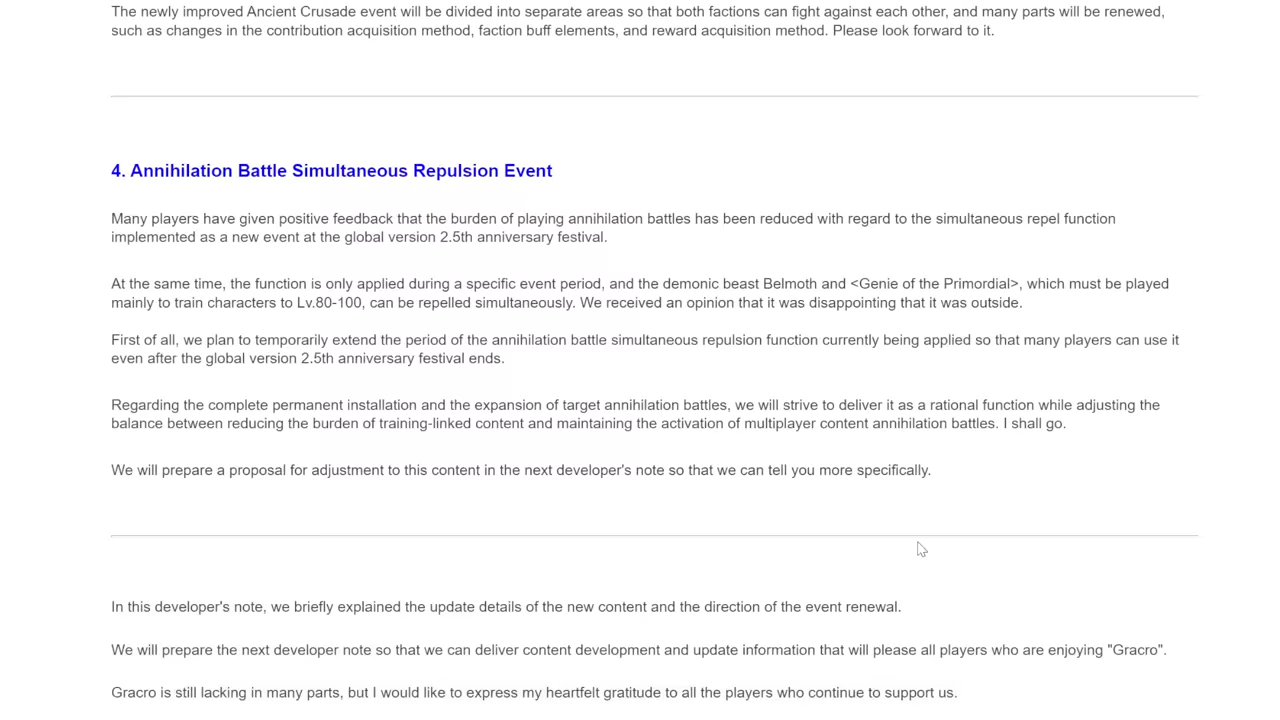 The newly improved Ancient Crusade event will be divided into separate areas so that both factions can fight against each other, and many parts will be renewed,
such as changes in the contribution acquisition method, faction buff elements, and reward acquisition method. Please look forward to it.
4. Annihilation Battle Simultaneous Repulsion Event
Many players have given positive feedback that the burden of playing annihilation battles has been reduced with regard to the simultaneous repel function
implemented as a new event at the global version 2.5th anniversary festival.
At the same time, the function is only applied during a specific event period, and the demonic beast Belmoth and <Genie of the Primordial>, which must be played
mainly to train characters to Lv.80-100, can be repelled simultaneously. We received an opinion that it was disappointing that it was outside.
First of all, we plan to temporarily extend the period of the annihilation battle simultaneous repulsion function currently being applied so that many players can use it
even after the global version 2.5th anniversary festival ends.
Regarding the complete permanent installation and the expansion of target annihilation battles, we will strive to deliver it as a rational function while adjusting the
balance between reducing the burden of training-linked content and maintaining the activation of multiplayer content annihilation battles. I shall go.
We will prepare a proposal for adjustment to this content in the next developer's note so that we can tell you more specifically.
In this developer's note, we briefly explained the update details of the new content and the direction of the event renewal.
We will prepare the next developer note so that we can deliver content development and update information that will please all players who are enjoying "Gracro".
Gracro is still lacking in many parts, but I would like to express my heartfelt gratitude to all the players who continue to support us.